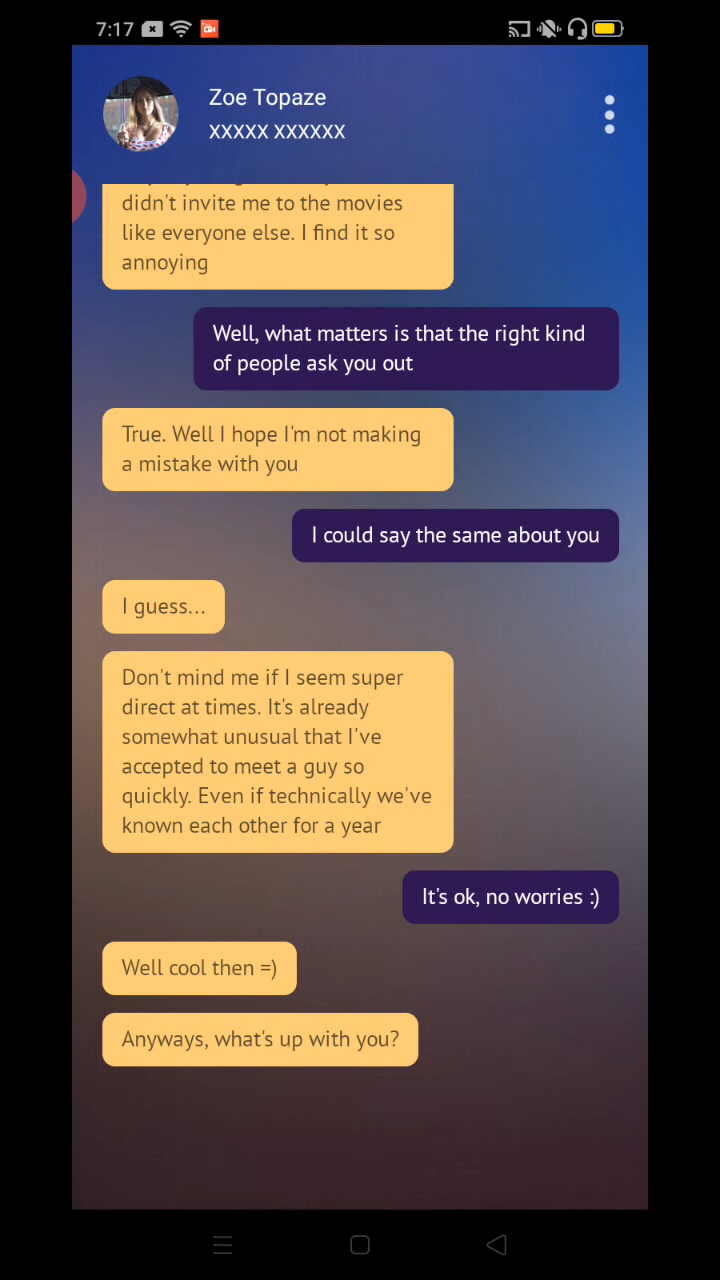 7:17
Zoe Topaze
XXXXX XXXXXX
didn't invite me to the movies
like everyone else. I find it so
annoying
Well, what matters is that the right kind
of people ask you out
True. Well I hope I'm not making
a mistake with you
I could say the same about you
I guess...
Don't mind me if I seem super
direct at times. It's already
somewhat unusual that I've
accepted to meet a guy so
quickly. Even if technically we've
known each other for a year
It's ok, no worries :)
Well cool then =)
Anyways, what's up with you?